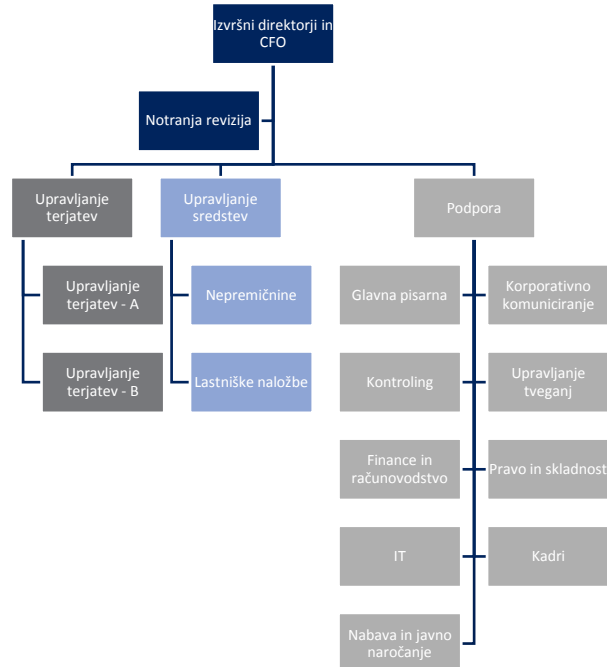 Izvršni direktorji in
CFO
Notranja revizija
Upravljanje
terjatev
Upravljanje
sredstev
Podpora
Upravljanje
terjatev - A
Nepremičnine
Glavna pisarna
Korporativno
komuniciranje
Upravljanje
terjatev - B
Lastniške naložbe
Kontroling
Upravljanje
tveganj
Finance in
računovodstvo
Pravo in skladnost
IT
Kadri
Nabava in javno
naročanje